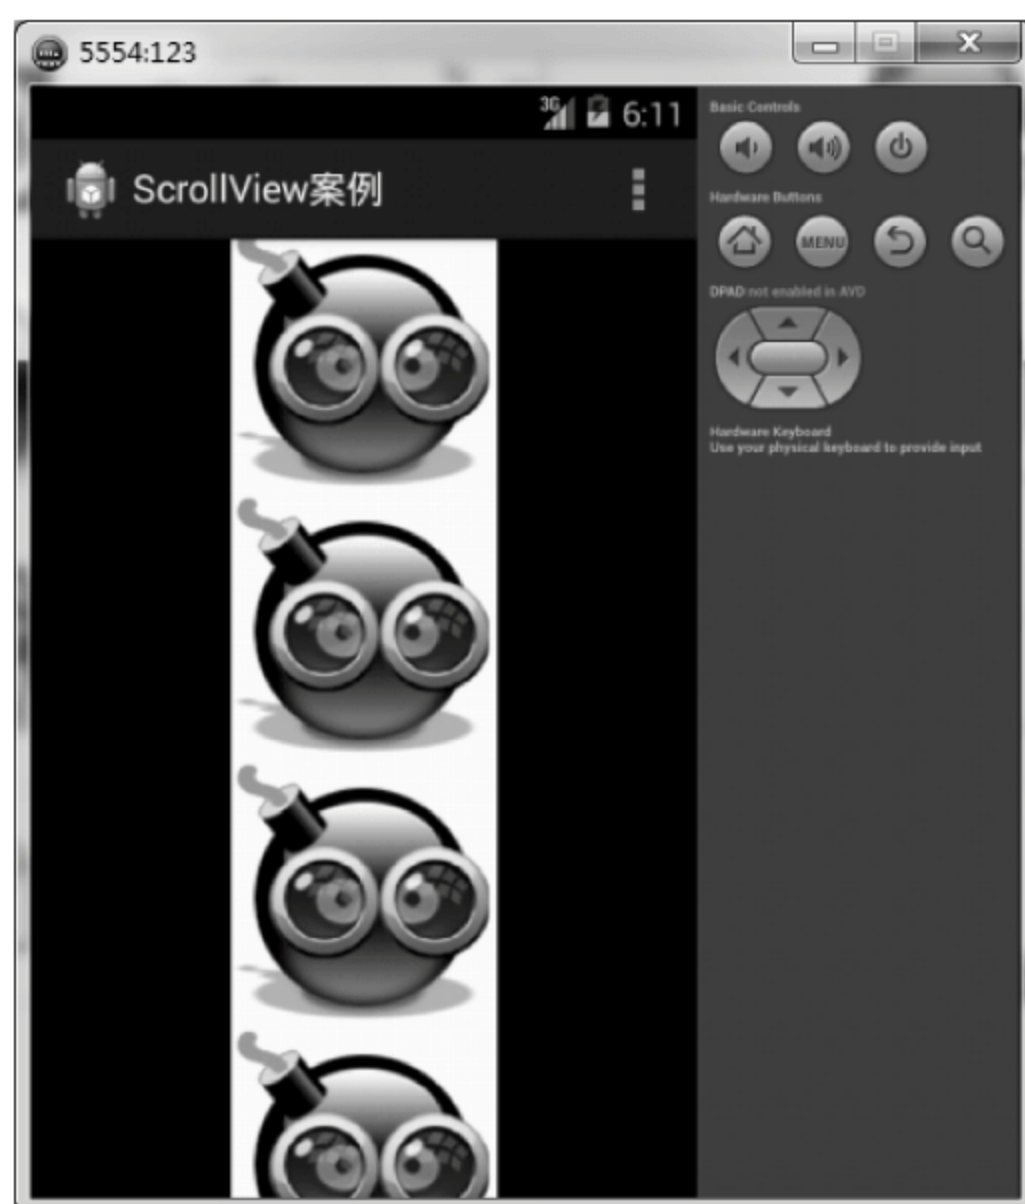 5554:123
3G 6:11
ScrollView案例
Basic Controls
Hardware Buttons
MENU
DPAD not enabled in AVD
Hardware Keyboard
Use your physical keyboard to provide input